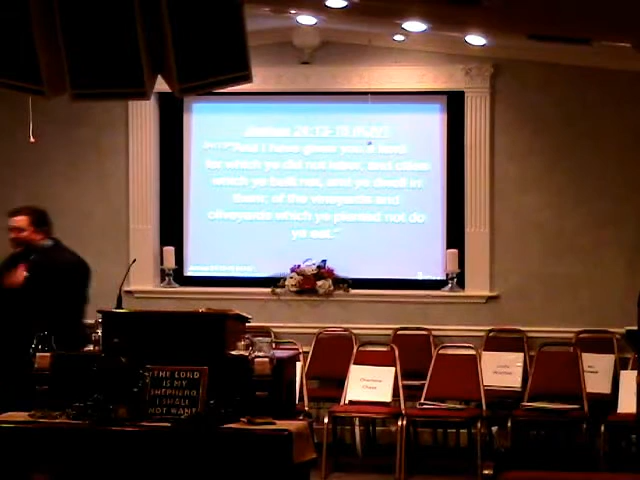 Joshua 24:13-15 (KJV)
"And I have given you a land
for which ye did not labor, and cities
which ye built not, and ye dwell in
them; of the vineyards and
oliveyards which ye planted not do
ye eat."
THE LORD
IS MY
SHEPHERD
I SHALL
NOT WANT